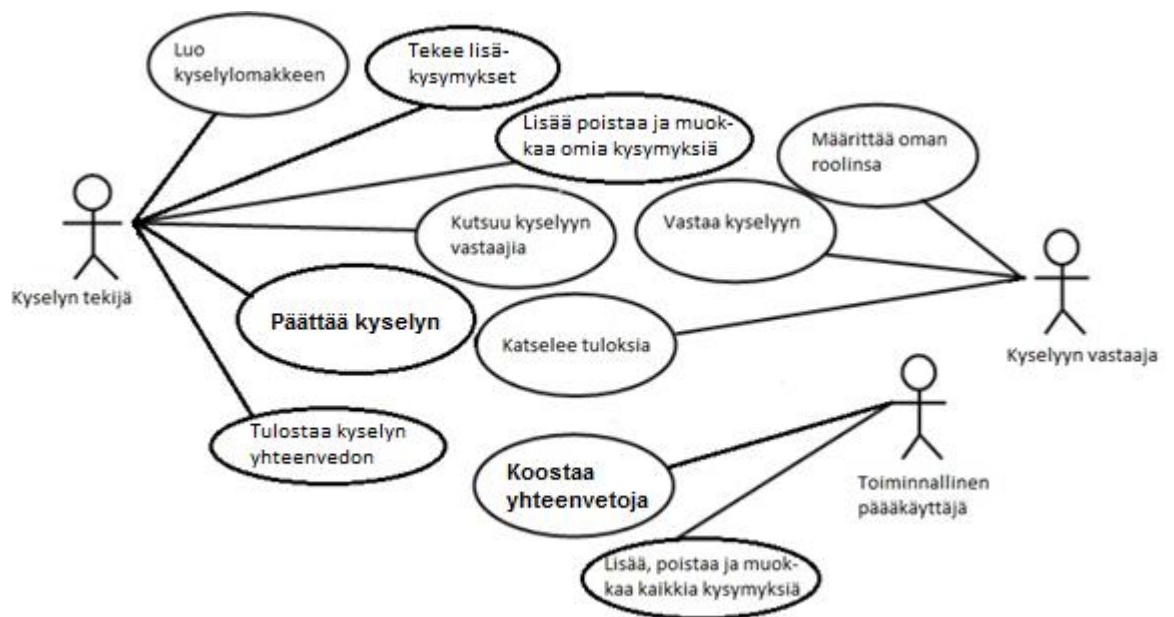 Luo
kyselylomakkeen
Tekee lisä-
kysymykset
Lisää poistaa ja muok-
kaa omia kysymyksiä
Määrittää oman
roolinsa
Kutsuu kyselyyn
vastaajia
Vastaa kyselyyn
Kyselyn tekijä
Päättää kyselyn
Katselee tuloksia
Kyselyyn vastaaja
Tulostaa kyselyn
yhteenvedon
Koostaa
yhteenvetoja
Toiminnallinen
päääkäyttäjä
Lisää, poistaa ja muok-
kaa kaikkia kysymyksiä